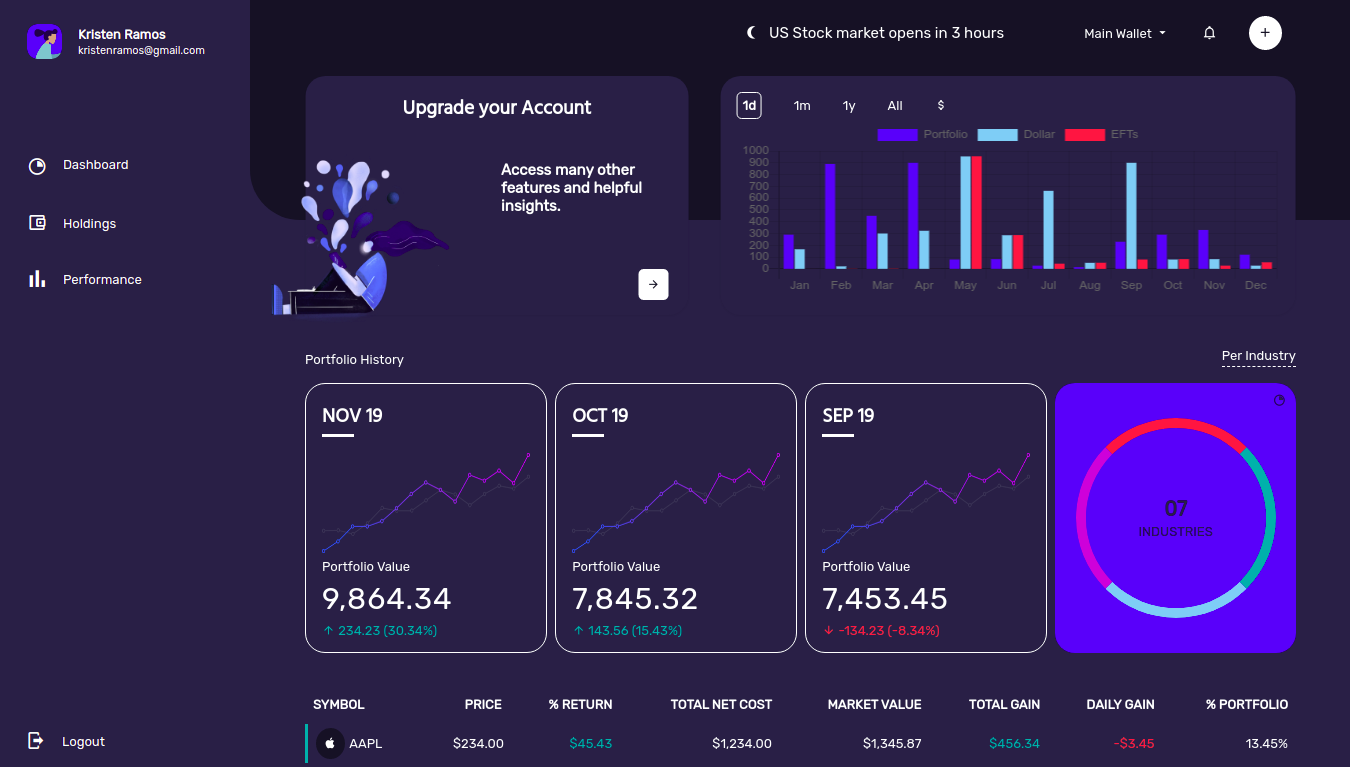 Kristen Ramos
kristenramos@gmail.com
US Stock market opens in 3 hours
Main Wallet
+
Dashboard
Holdings
Performance
Logout
Upgrade your Account
Access many other
features and helpful
insights.
1d 1m 1y All $
Portfolio Dollar EFTs
1000
900
800
700
600
500
400
300
200
100
0
Jan Feb Mar Apr May Jun Jul Aug Sep Oct Nov Dec
Portfolio History
Per Industry
NOV 19
Portfolio Value
9,864.34
↑ 234.23 (30.34%)
OCT 19
Portfolio Value
7,845.32
↑ 143.56 (15.43%)
SEP 19
Portfolio Value
7,453.45
↓ -134.23 (-8.34%)
07
INDUSTRIES
SYMBOL PRICE % RETURN TOTAL NET COST MARKET VALUE TOTAL GAIN DAILY GAIN % PORTFOLIO
AAPL $234.00 $45.43 $1,234.00 $1,345.87 $456.34 -$3.45 13.45%